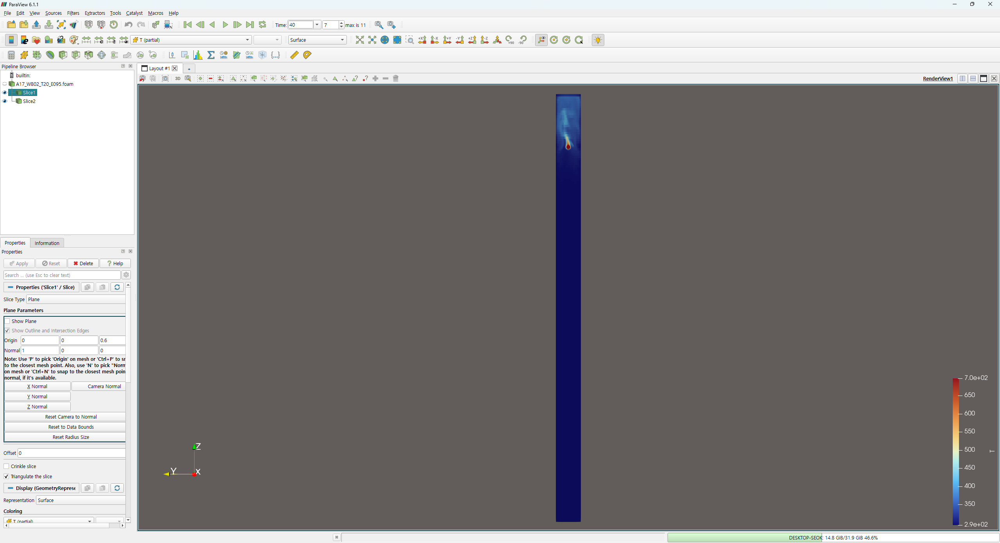 ParaView 6.1.1
File Edit View Sources Filters Extractors Tools Catalyst Macros Help
Time: 40 7 max is 11
T (partial) Surface +X -X +Y -Y +Z -Z +90 -90
Pipeline Browser
Layout #1 +
builtin:
3D RenderView1
A17_WB02_T20_E095.foam
Slice1
Slice2
Properties Information
Properties
Apply Reset Delete Help
Search ... (use Esc to clear text)
Properties ('Slice1' / Slice)
Slice Type Plane
Plane Parameters
Show Plane
Show Outline and Intersection Edges
Origin 0 0 0.6
Normal 1 0 0
Note: Use 'P' to pick 'Origin' on mesh or 'Ctrl+P' to sn
to the closest mesh point. Also, use 'N' to pick "Norm
on mesh or 'Ctrl+N' to snap to the closest mesh poin
normal, if it's available.
X Normal Camera Normal
Y Normal
Z Normal
Reset Camera to Normal
Reset to Data Bounds
Reset Radius Size
Offset 0
Crinkle slice
Triangulate the slice
Display (GeometryReprese
Representation Surface
Coloring
T (partial)
Z
Y X
7.0e+02
650
600
550
500
T
450
400
350
2.9e+02
DESKTOP-SEOK: 14.8 GiB/31.9 GiB 46.6%